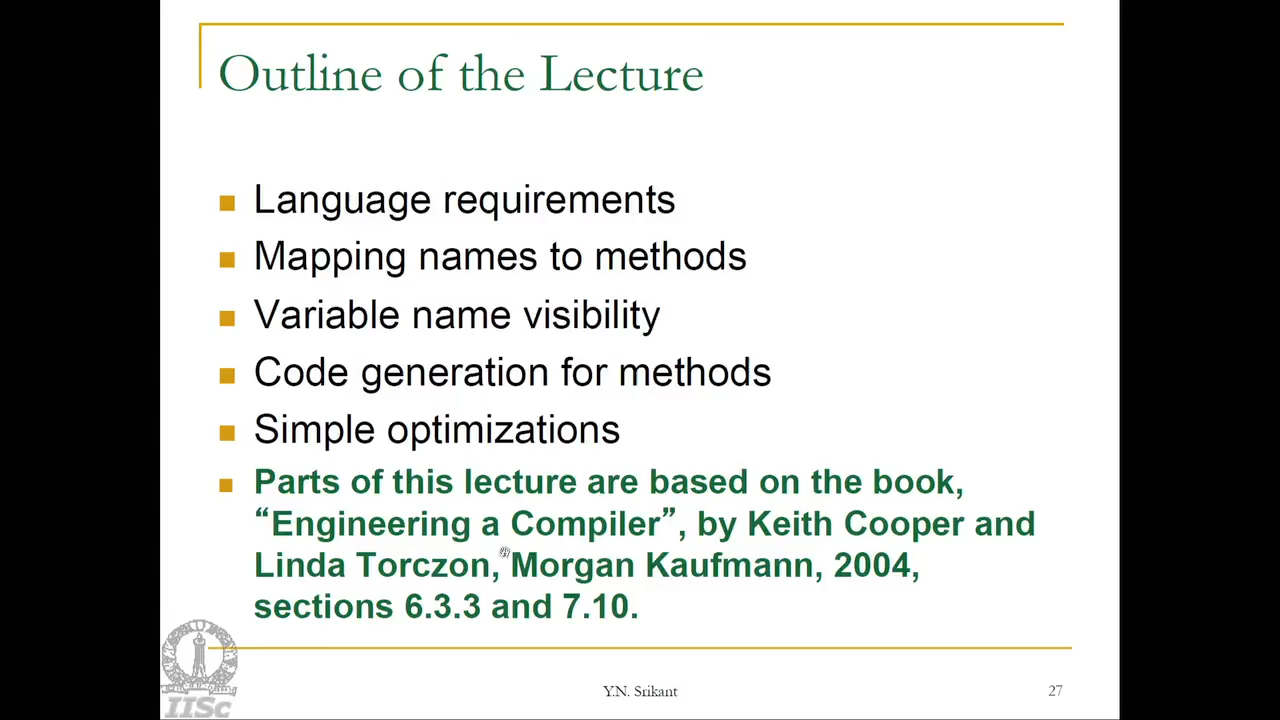 Outline of the Lecture
Language requirements
Mapping names to methods
Variable name visibility
Code generation for methods
Simple optimizations
Parts of this lecture are based on the book,
“Engineering a Compiler”, by Keith Cooper and
Linda Torczon, Morgan Kaufmann, 2004,
sections 6.3.3 and 7.10.
IISc
Y.N. Srikant
27